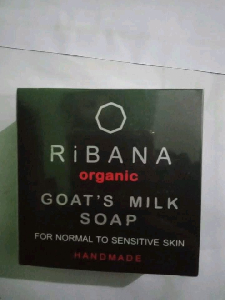 RiBANA
organic
GOAT'S MILK
SOAP
FOR NORMAL TO SENSITIVE SKIN
HANDMADE